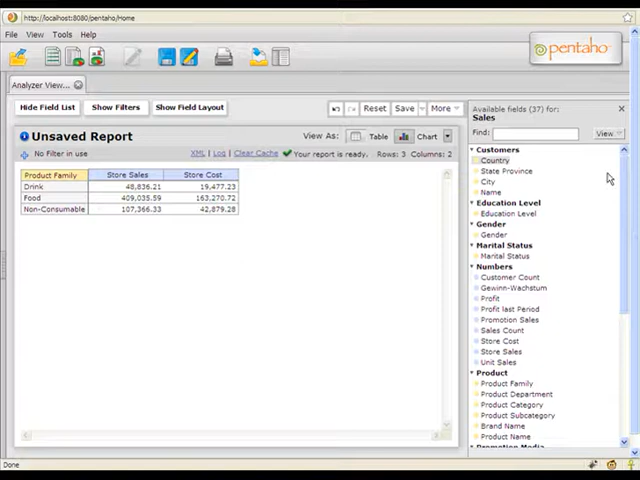 http://localhost:8080/pentaho/Home
File View Tools Help
pentaho
Analyzer View...
Hide Field List Show Filters Show Field Layout Reset Save More
Unsaved Report View As: Table Chart
No Filter in use XML | Log | Clear Cache Your report is ready. Rows: 3 Columns: 2
Product Family Store Sales Store Cost
Drink 48,836.21 19,477.23
Food 409,035.59 163,270.72
Non-Consumable 107,366.33 42,879.28
Available fields (37) for:
Sales
Find: View
Customers
Country
State Province
City
Name
Education Level
Education Level
Gender
Gender
Marital Status
Marital Status
Numbers
Customer Count
Gewinn-Wachstum
Profit
Profit last Period
Promotion Sales
Sales Count
Store Cost
Store Sales
Unit Sales
Product
Product Family
Product Department
Product Category
Product Subcategory
Brand Name
Product Name
Promotion Media
Done